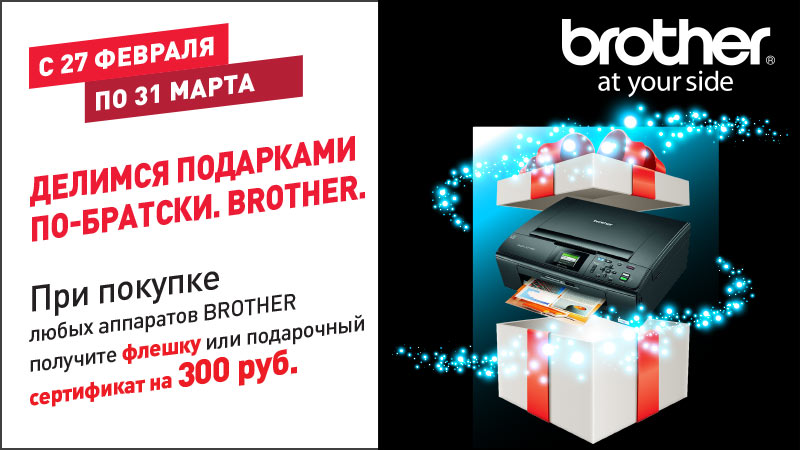 С 27 ФЕВРАЛЯ
ПО 31 МАРТА
ДЕЛИМСЯ ПОДАРКАМИ
ПО-БРАТСКИ. BROTHER.
При покупке
любых аппаратов BROTHER
получите флешку или подарочный
сертификат на 300 руб.
brother®
at your side
brother